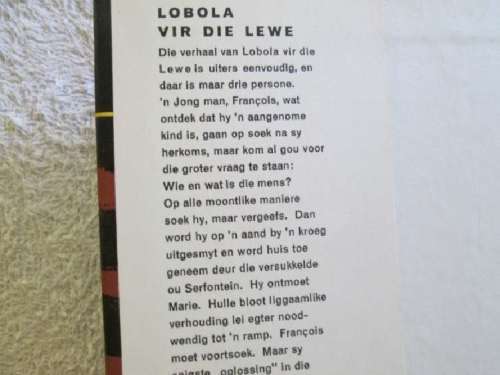 LOBOLA
VIR DIE LEWE
Die verhaal van Lobola vir die
Lewe is uiters eenvoudig, en
daar is maar drie persone.
'n Jong man, François, wat
ontdek dat hy 'n aangenome
kind is, gaan op soek na sy
herkoms, maar kom al gou voor
die groter vraag te staan:
Wie en wat is die mens?
Op alle moontlike maniere
soek hy, maar vergeefs. Dan
word hy op 'n aand by 'n kroeg
uitgesmyt en word huis toe
geneem deur die versukkelde
ou Serfontein. Hy ontmoet
Marie. Hulle bloot liggaamlike
verhouding lei egter nood-
wendig tot 'n ramp. François
moet voortsoek. Maar sy
„oplossing" in die